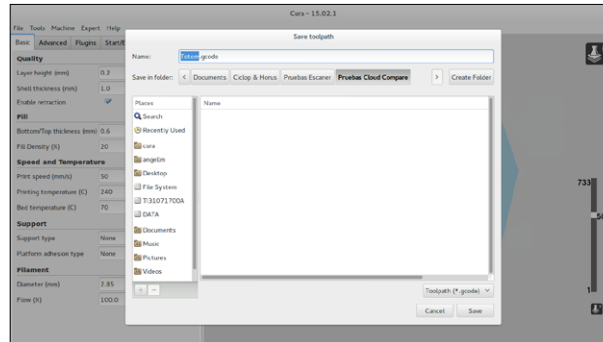 Cura - 15.02.1
File Tools Machine Expert Help
Basic Advanced Plugins Start/E
Quality
Layer height (mm) 0.2
Shell thickness (mm) 1.0
Enable retraction
Fill
Bottom/Top thickness (mm) 0.6
Fill Density (%) 20
Speed and Temperature
Print speed (mm/s) 50
Printing temperature (C) 240
Bed temperature (C) 70
Support
Support type None
Platform adhesion type None
Filament
Diameter (mm) 2.85
Flow (%) 100.0
Save toolpath
Name: Totem.gcode
Save in folder: < Documents Ciclop & Horus Pruebas Escaner Pruebas Cloud Compare > Create Folder
Places
Search
Recently Used
cura
angelm
Desktop
File System
TI31071700A
DATA
Documents
Music
Pictures
Videos
+ −
Name
Toolpath (*.gcode)
Cancel Save
733
1